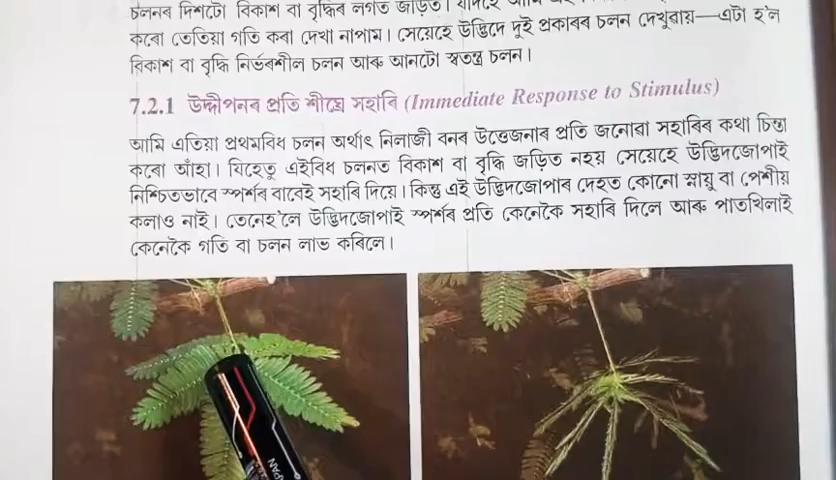 চলনৰ দিশটো বিকাশ বা বৃদ্ধিৰ লগত জড়িত।
কৰো তেতিয়া গতি কৰা দেখা নাপাম। সেয়েহে উদ্ভিদে দুই প্ৰকাৰৰ চলন দেখুৱায়—এটা হ'ল
বিকাশ বা বৃদ্ধি নিৰ্ভৰশীল চলন আৰু আনটো স্বতন্ত্ৰ চলন।
7.2.1 উদ্দীপনৰ প্ৰতি শীঘ্ৰে সহাৰি (Immediate Response to Stimulus)
আমি এতিয়া প্ৰথমবিধ চলন অৰ্থাৎ নিলাজী বনৰ উত্তেজনাৰ প্ৰতি জনোৱা সহাৰিৰ কথা চিন্তা
কৰো আঁহা। যিহেতু এইবিধ চলনত বিকাশ বা বৃদ্ধি জড়িত নহয় সেয়েহে উদ্ভিদজোপাই
নিশ্চিতভাবে স্পৰ্শৰ বাবেই সহাৰি দিয়ে। কিন্তু এই উদ্ভিদজোপাৰ দেহত কোনো স্নায়ু বা পেশীয়
কলাও নাই। তেনেহ'লে উদ্ভিদজোপাই স্পৰ্শৰ প্ৰতি কেনেকৈ সহাৰি দিলে আৰু পাতখিলাই
কেনেকৈ গতি বা চলন লাভ কৰিলে।